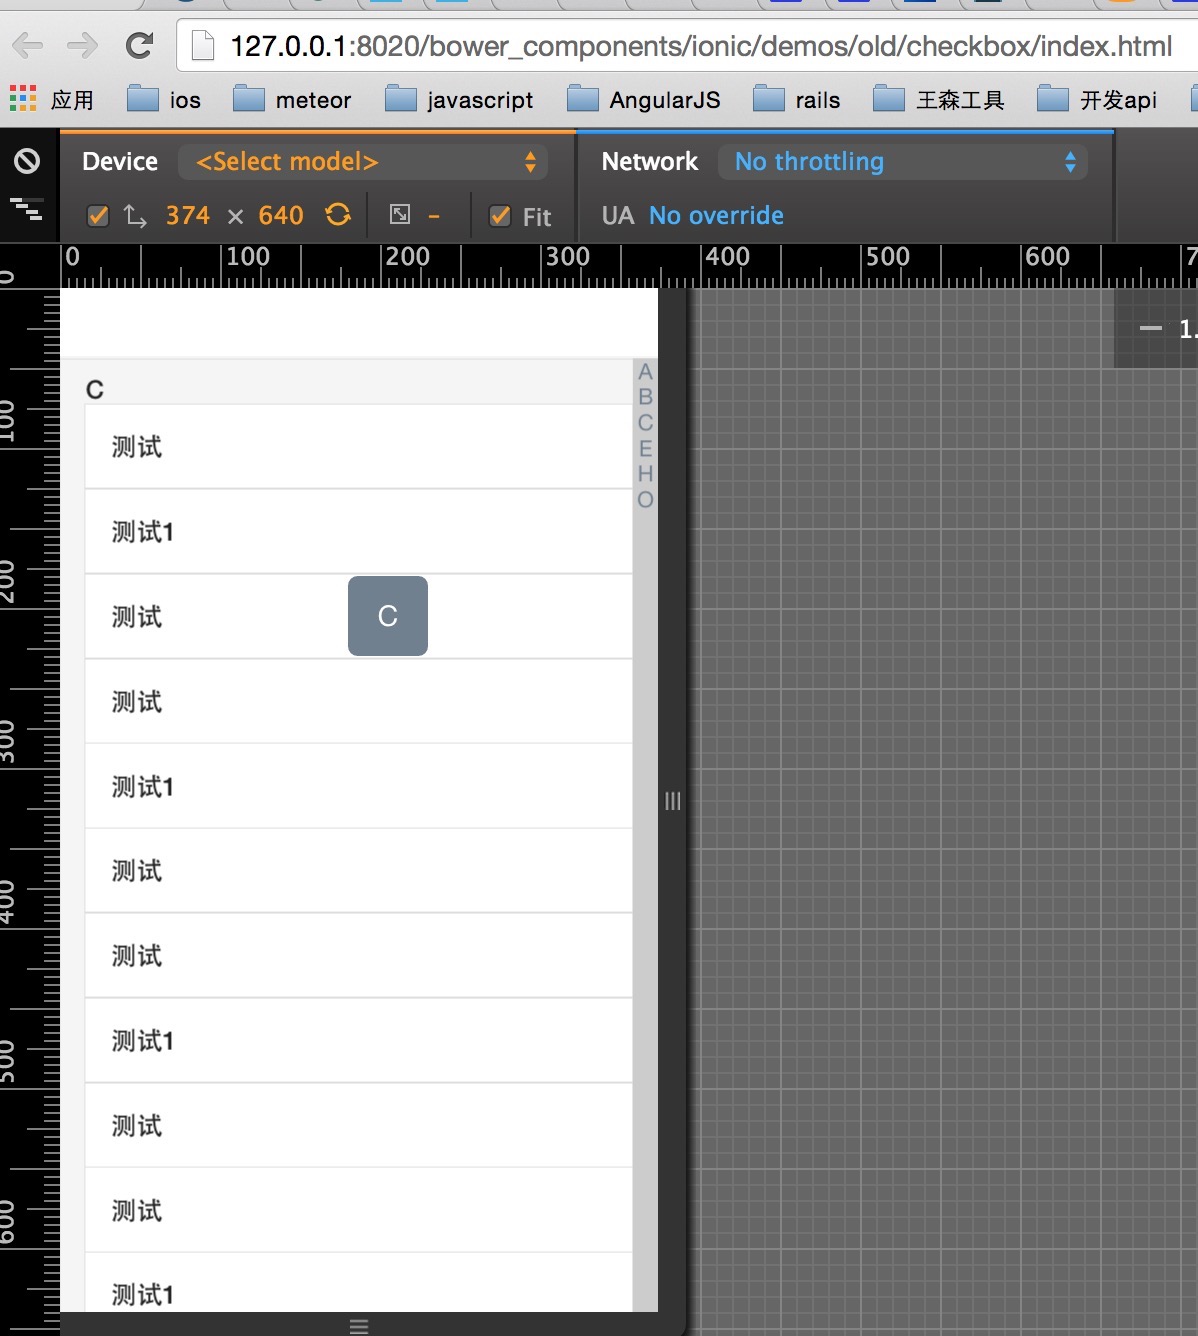 127.0.0.1:8020/bower_components/ionic/demos/old/checkbox/index.html
应用 ios meteor javascript AngularJS rails 王森工具 开发api
Device <Select model> Network No throttling
374 × 640 – Fit UA No override
0 100 200 300 400 500 600 7
0
100
200
300
400
500
600
1.
C
测试
测试1
测试
测试
测试1
测试
测试
测试1
测试
测试
测试1
C
A
B
C
E
H
O